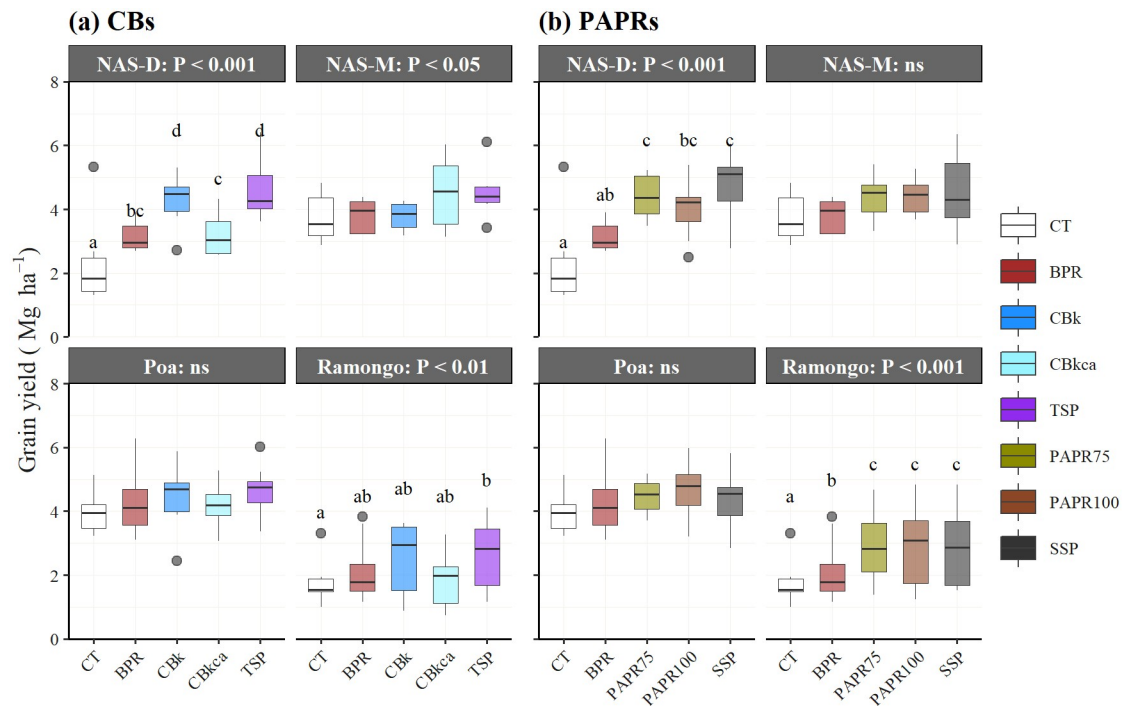 (a) CBs
(b) PAPRs
NAS-D: P < 0.001
NAS-M: P < 0.05
NAS-D: P < 0.001
NAS-M: ns
Grain yield ( Mg ha⁻¹)
8
6
4
2
0
a
bc
d
c
d
a
ab
c
bc
c
Poa: ns
Ramongo: P < 0.01
Poa: ns
Ramongo: P < 0.001
8
6
4
2
0
a
ab
ab
ab
b
a
b
c
c
c
CT
BPR
CBk
CBkca
TSP
CT
BPR
CBk
CBkca
TSP
CT
BPR
PAPR75
PAPR100
SSP
CT
BPR
PAPR75
PAPR100
SSP
CT
BPR
CBk
CBkca
TSP
PAPR75
PAPR100
SSP